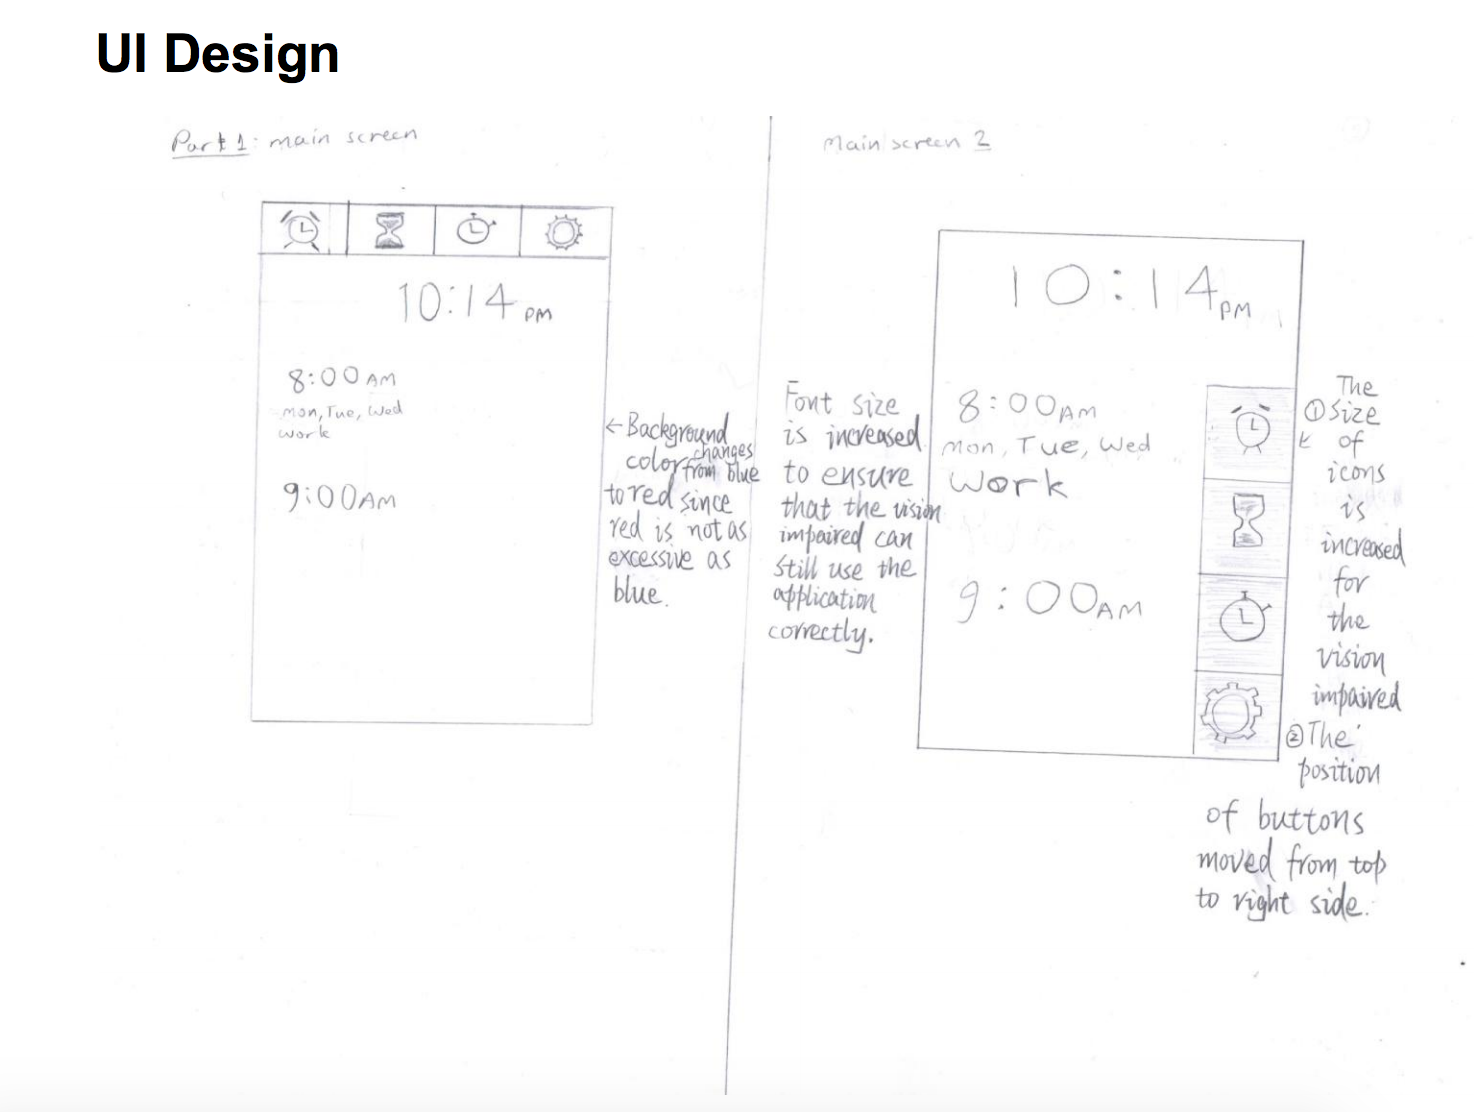 UI Design
Part 1: main screen
10:14 PM
8:00 AM
Mon, Tue, Wed
work
9:00AM
←Background
color changes
from blue
to red since
red is not as
excessive as
blue.
Main screen 2
10:14 PM
8:00AM
Mon, Tue, Wed
Work
9:00AM
Font size
is increased
to ensure
that the vision
impaired can
still use the
application
correctly.
The
①Size
of
icons
is
increased
for
the
vision
impaired
②The
position
of buttons
moved from top
to right side.